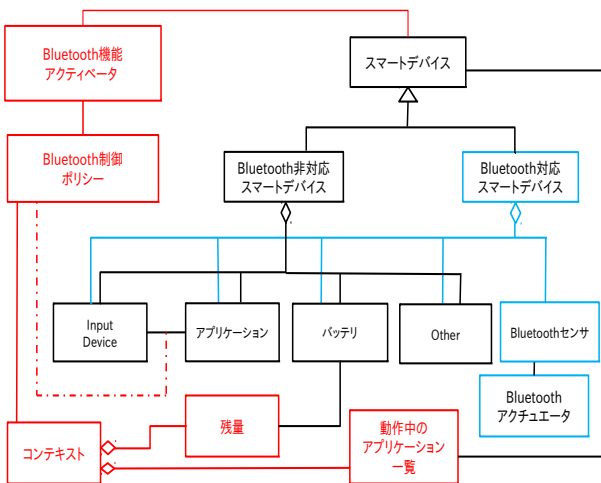 Bluetooth機能
アクティベータ
スマートデバイス
Bluetooth制御
ポリシー
Bluetooth非対応
スマートデバイス
Bluetooth対応
スマートデバイス
Input
Device
アプリケーション
バッテリ
Other
Bluetoothセンサ
Bluetooth
アクチュエータ
コンテキスト
残量
動作中の
アプリケーション
一覧